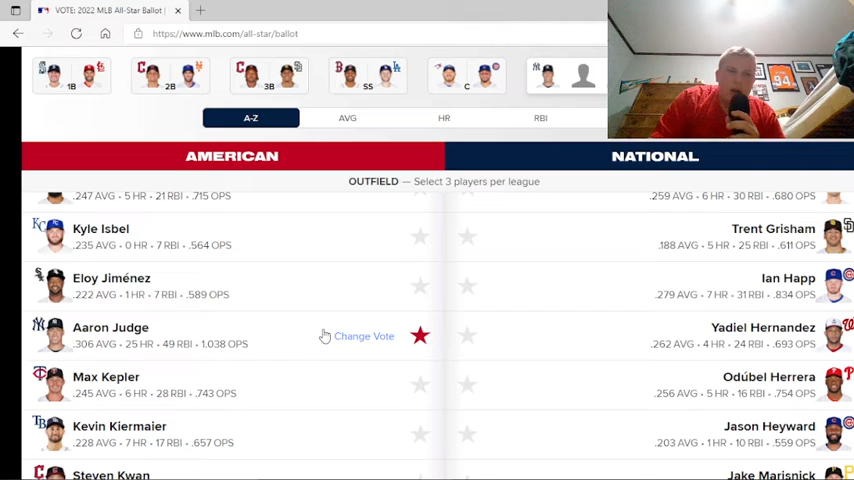 VOTE: 2022 MLB All-Star Ballot |
https://www.mlb.com/all-star/ballot
1B
2B
3B
SS
C
A-Z
AVG
HR
RBI
AMERICAN
NATIONAL
OUTFIELD — Select 3 players per league
.247 AVG • 5 HR • 21 RBI • .715 OPS
.259 AVG • 6 HR • 30 RBI • .680 OPS
Kyle Isbel
.235 AVG • 0 HR • 7 RBI • .564 OPS
Trent Grisham
.188 AVG • 5 HR • 25 RBI • .611 OPS
Eloy Jiménez
.222 AVG • 1 HR • 7 RBI • .589 OPS
Ian Happ
.279 AVG • 7 HR • 31 RBI • .834 OPS
Aaron Judge
.306 AVG • 25 HR • 49 RBI • 1.038 OPS
Change Vote
Yadiel Hernandez
.262 AVG • 4 HR • 24 RBI • .693 OPS
Max Kepler
.245 AVG • 6 HR • 28 RBI • .743 OPS
Odúbel Herrera
.256 AVG • 5 HR • 16 RBI • .754 OPS
Kevin Kiermaier
.228 AVG • 7 HR • 17 RBI • .657 OPS
Jason Heyward
.203 AVG • 1 HR • 10 RBI • .559 OPS
Steven Kwan
Jake Marisnick